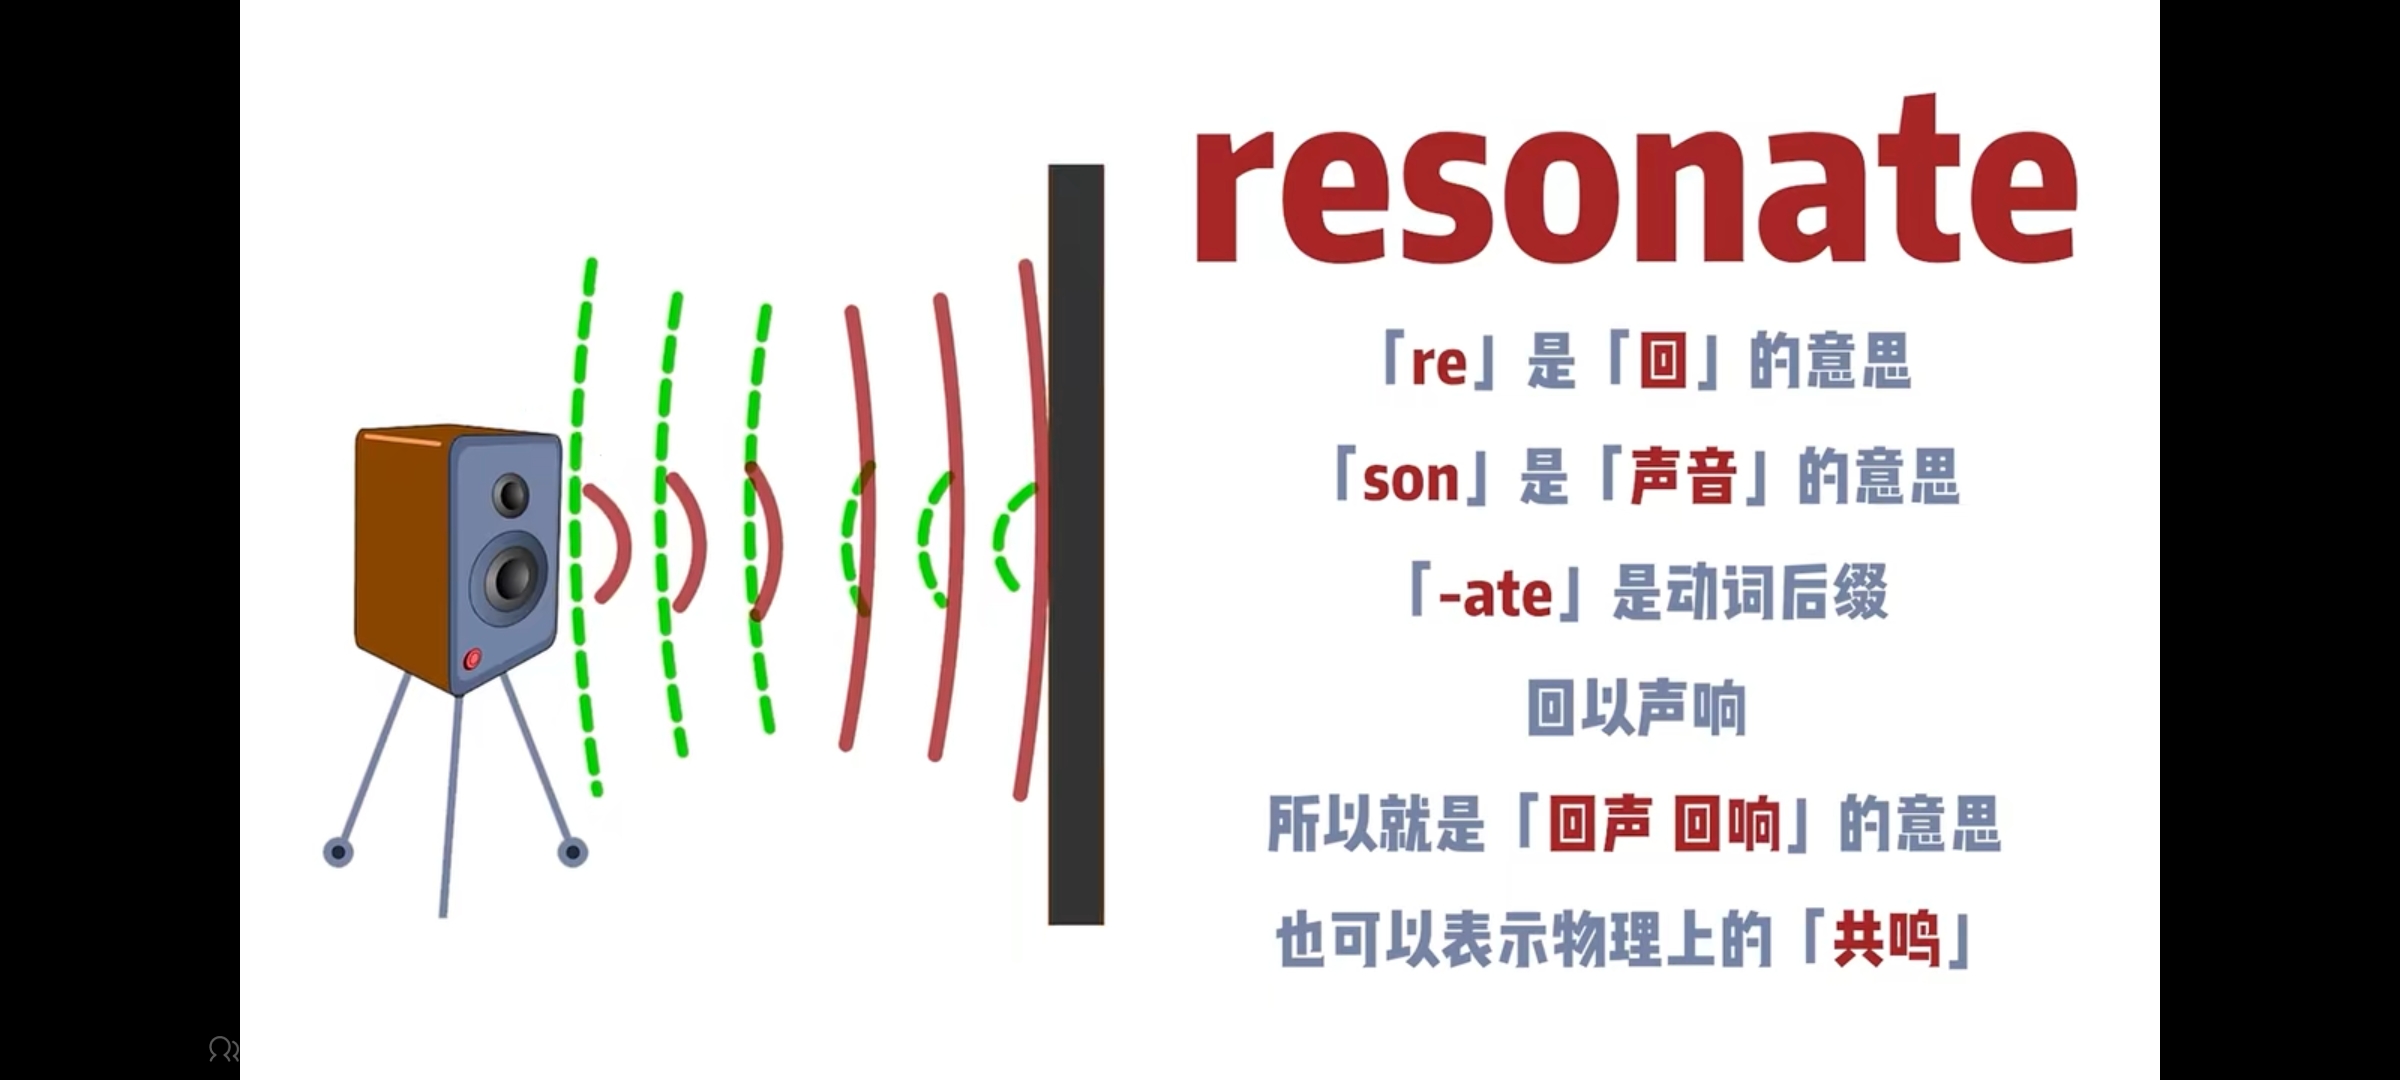 resonate
「re」是「回」的意思
「son」是「声音」的意思
「-ate」是动词后缀
回以声响
所以就是「回声 回响」的意思
也可以表示物理上的「共鸣」